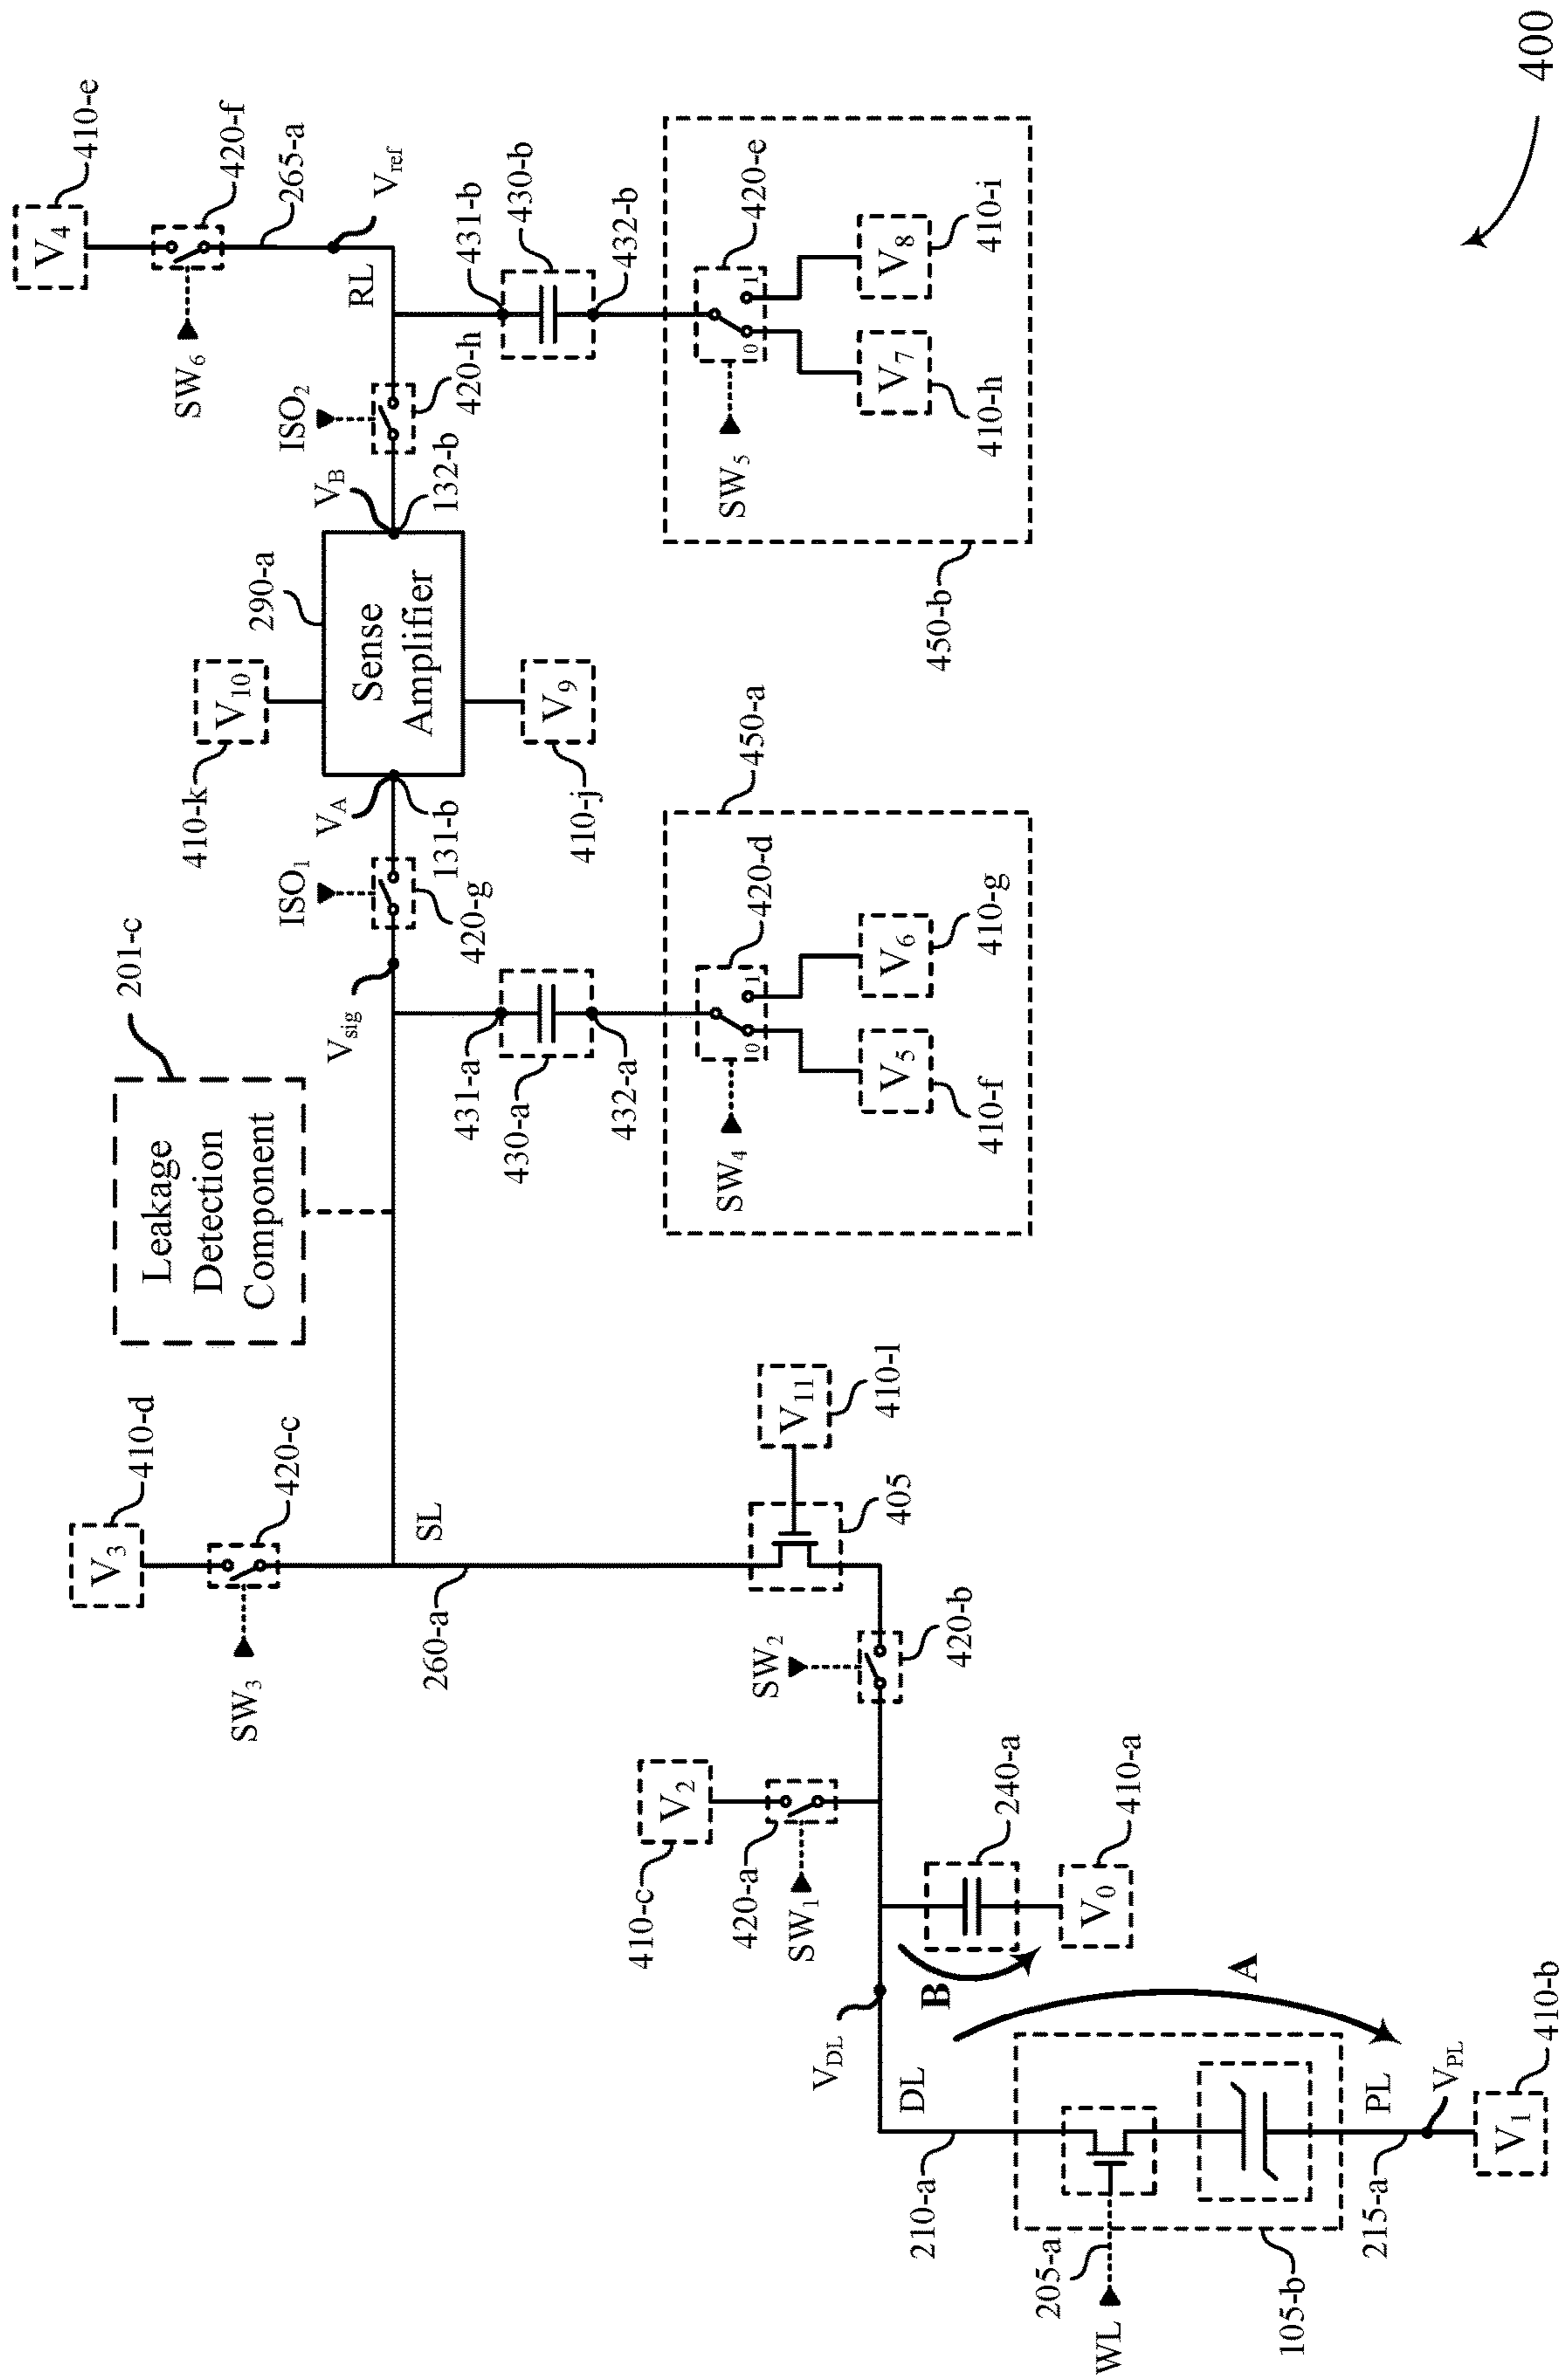 400
V4
410-e
420-f
265-a
SW6
Vref
RL
431-b
430-b
432-b
420-e
0
1
V7
V8
410-h
410-i
SW5
450-b
ISO2
420-h
VB
132-b
290-a
Sense
Amplifier
V10
410-k
V9
410-j
VA
131-b
ISO1
420-g
Vsig
201-c
Leakage
Detection
Component
431-a
430-a
432-a
450-a
420-d
0
1
V5
V6
410-f
410-g
SW4
V3
410-d
420-c
SW3
SL
260-a
V11
410-l
405
SW2
420-b
V2
410-c
420-a
SW1
240-a
V0
410-a
B
A
VDL
DL
210-a
WL
205-a
105-b
PL
215-a
VPL
V1
410-b